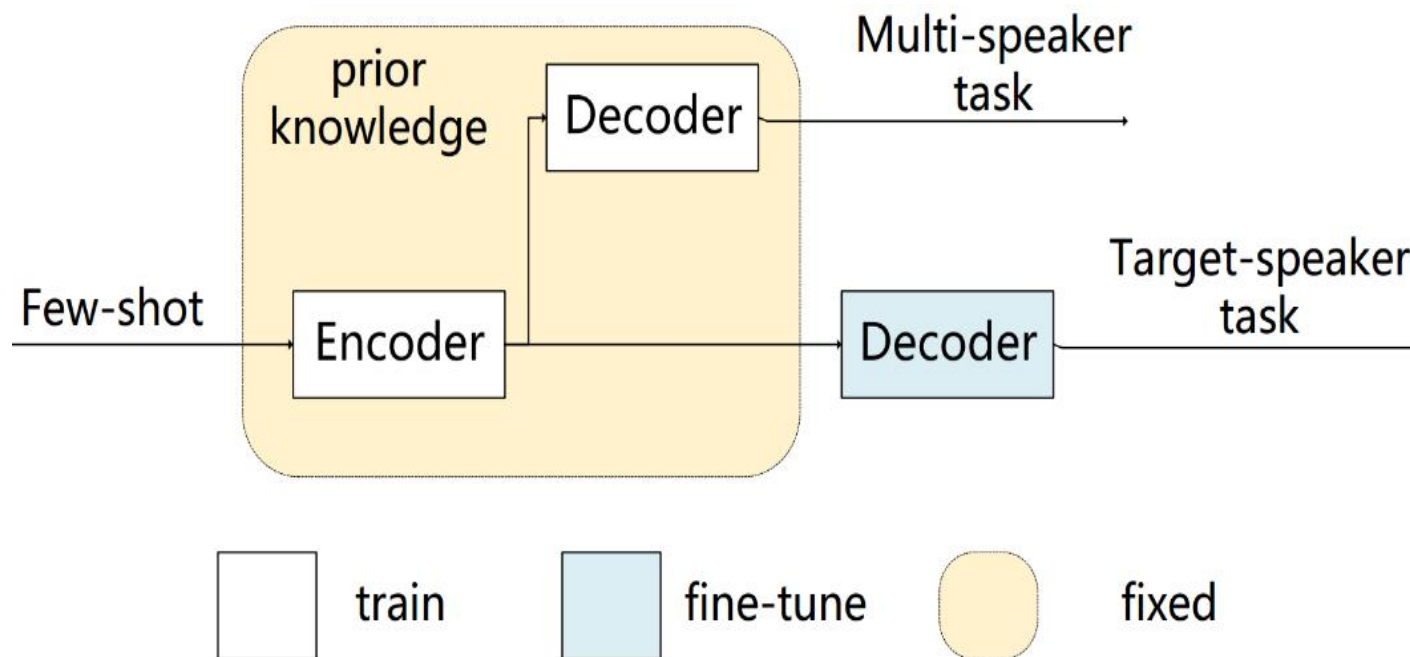 prior
knowledge
Decoder
Multi-speaker
task
Few-shot
Encoder
Decoder
Target-speaker
task
train
fine-tune
fixed